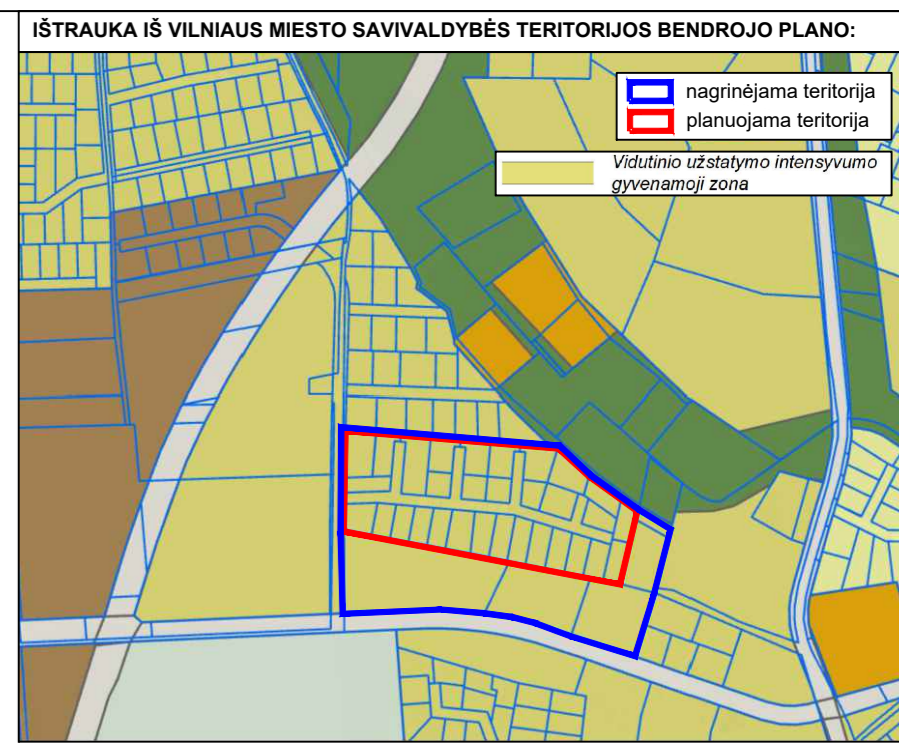 IŠTRAUKA IŠ VILNIAUS MIESTO SAVIVALDYBĖS TERITORIJOS BENDROJO PLANO:
nagrinėjama teritorija
planuojama teritorija
Vidutinio užstatymo intensyvumo
gyvenamoji zona